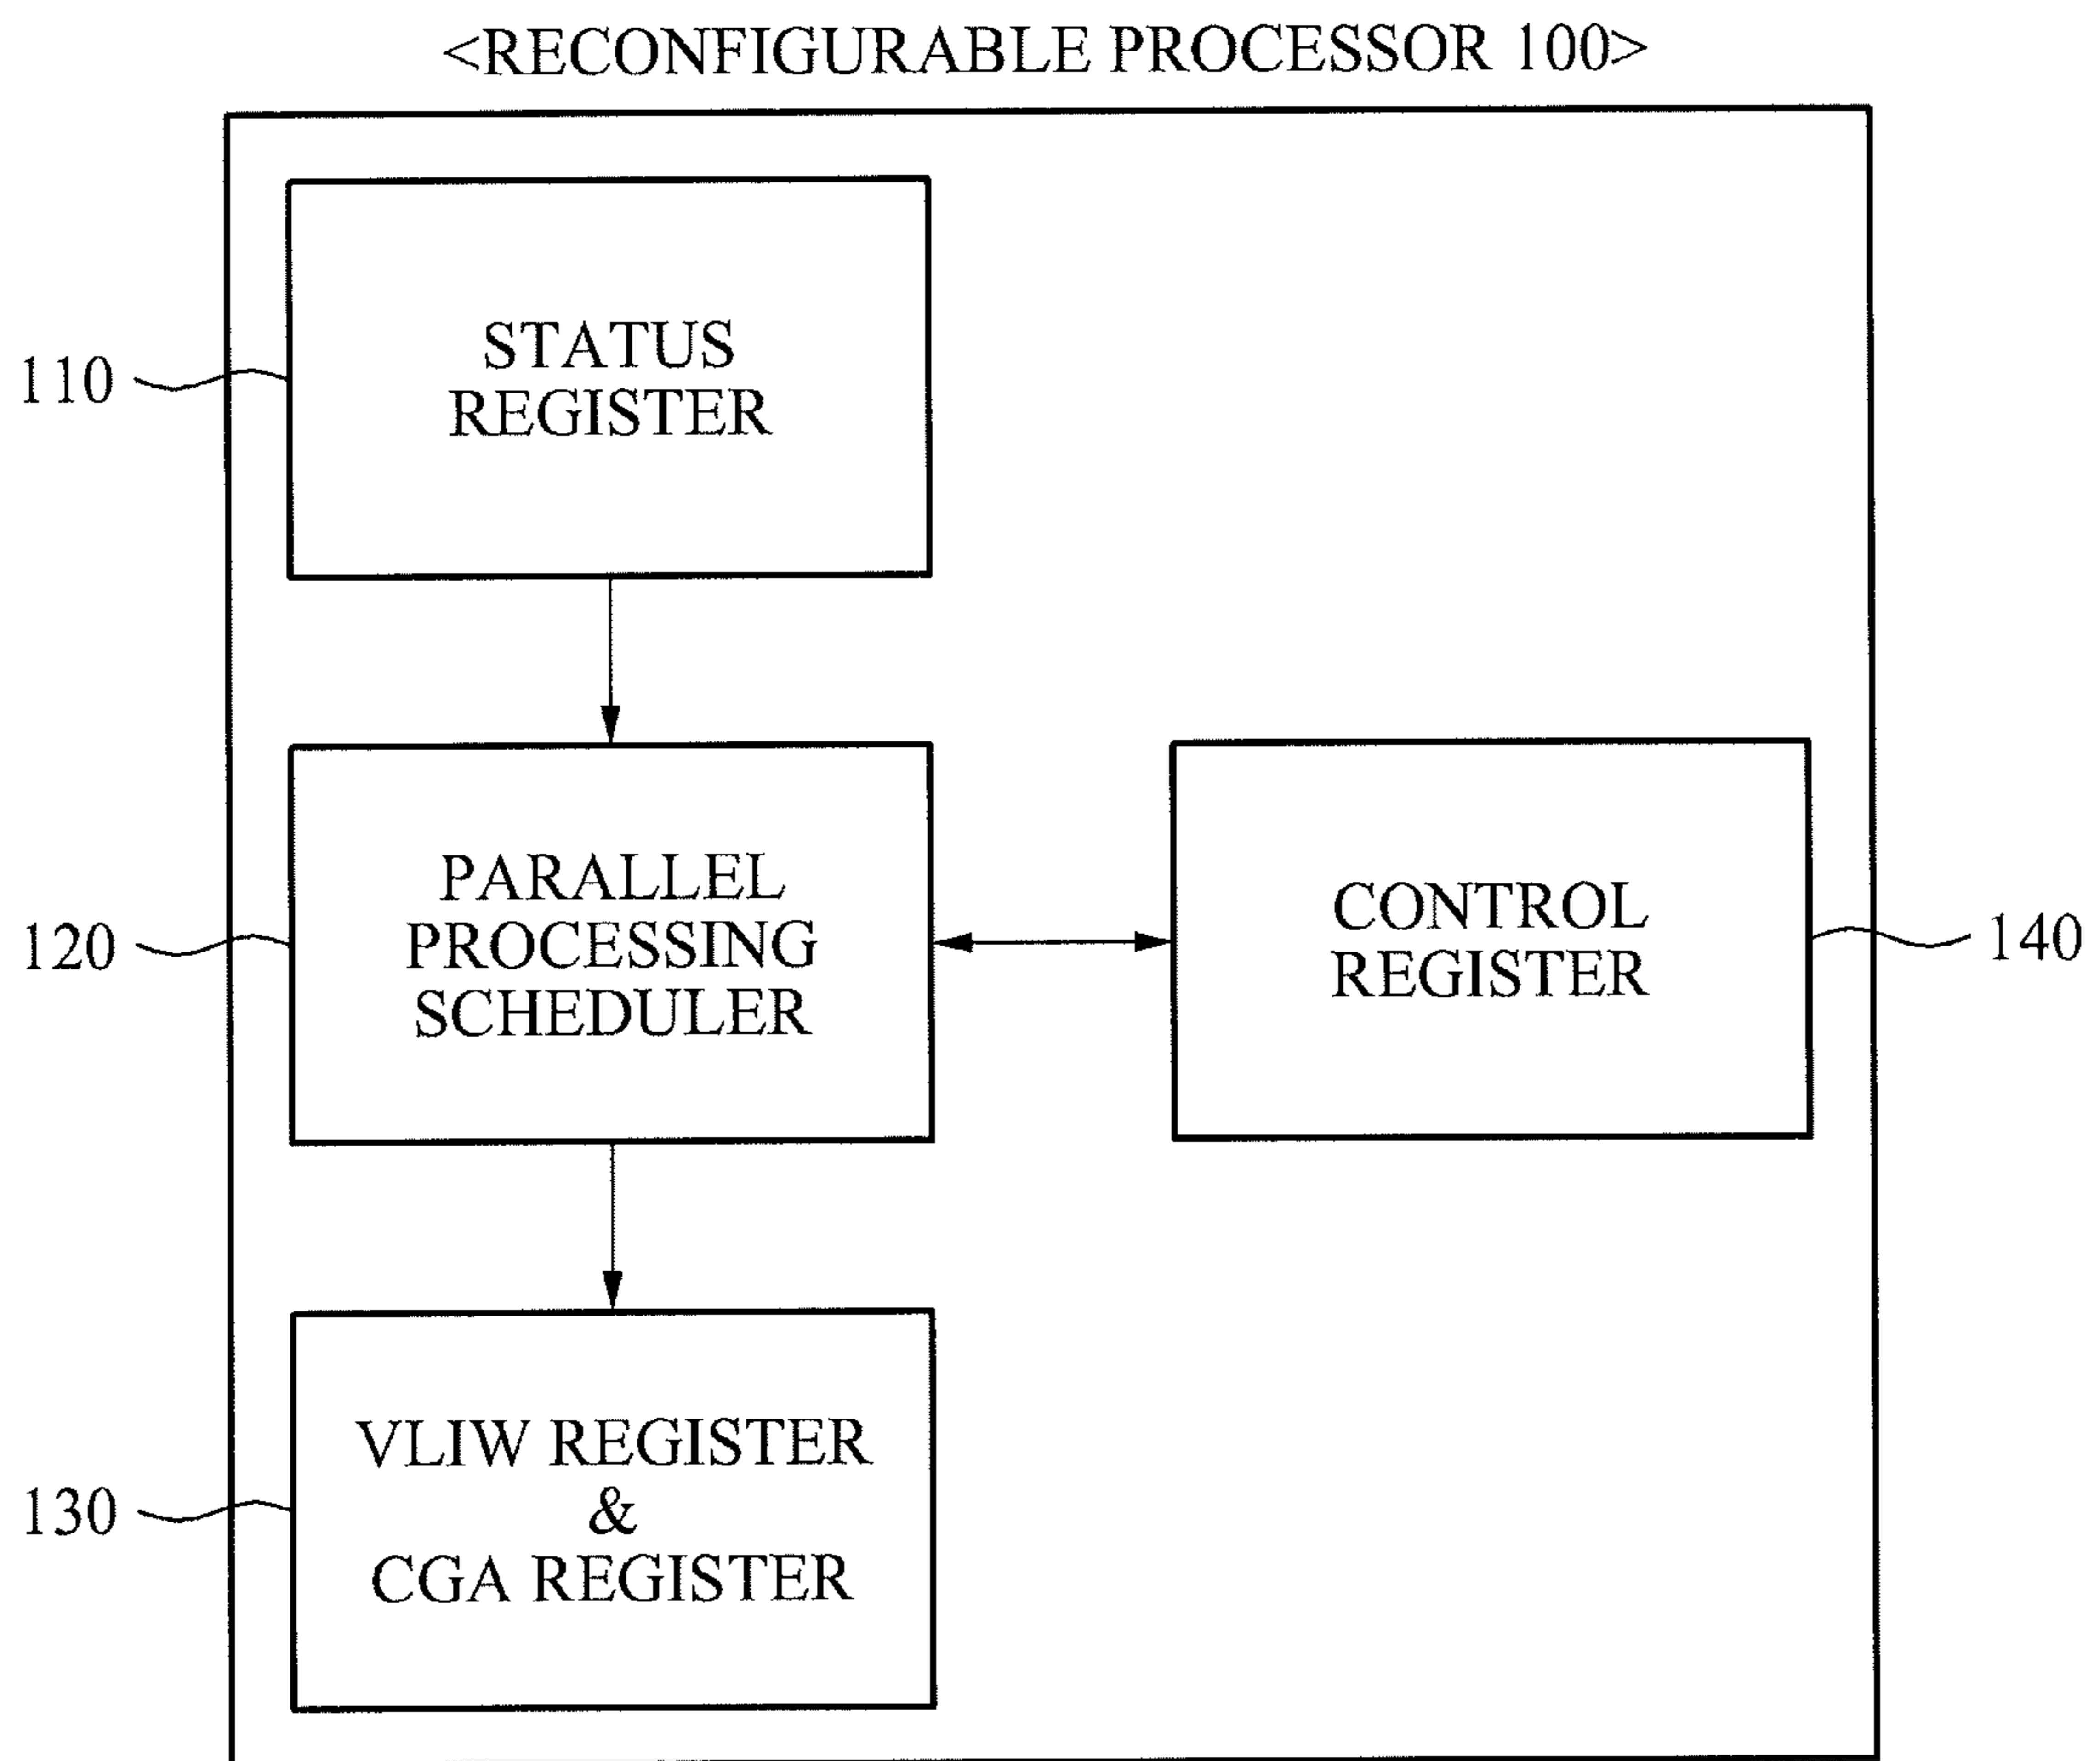 <RECONFIGURABLE PROCESSOR 100>
STATUS
REGISTER
110
PARALLEL
PROCESSING
SCHEDULER
120
CONTROL
REGISTER
140
VLIW REGISTER
&
CGA REGISTER
130